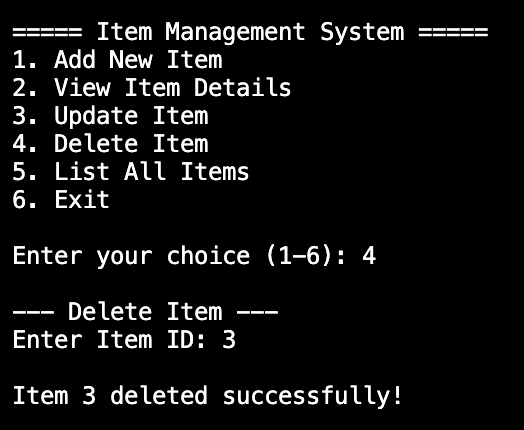 ===== Item Management System =====
1. Add New Item
2. View Item Details
3. Update Item
4. Delete Item
5. List All Items
6. Exit
Enter your choice (1-6): 4
--- Delete Item ---
Enter Item ID: 3
Item 3 deleted successfully!